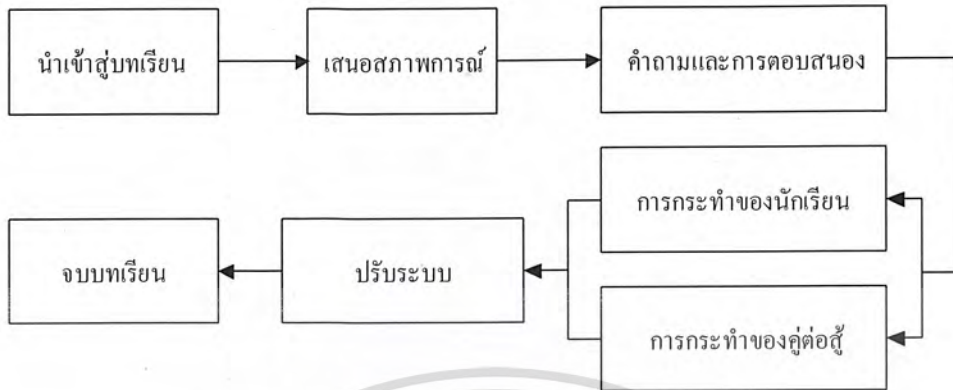 นำเข้าสู่บทเรียน
เสนอสภาพการณ์
คำถามและการตอบสนอง
การกระทำของนักเรียน
จบบทเรียน
ปรับระบบ
การกระทำของคู่ต่อสู้